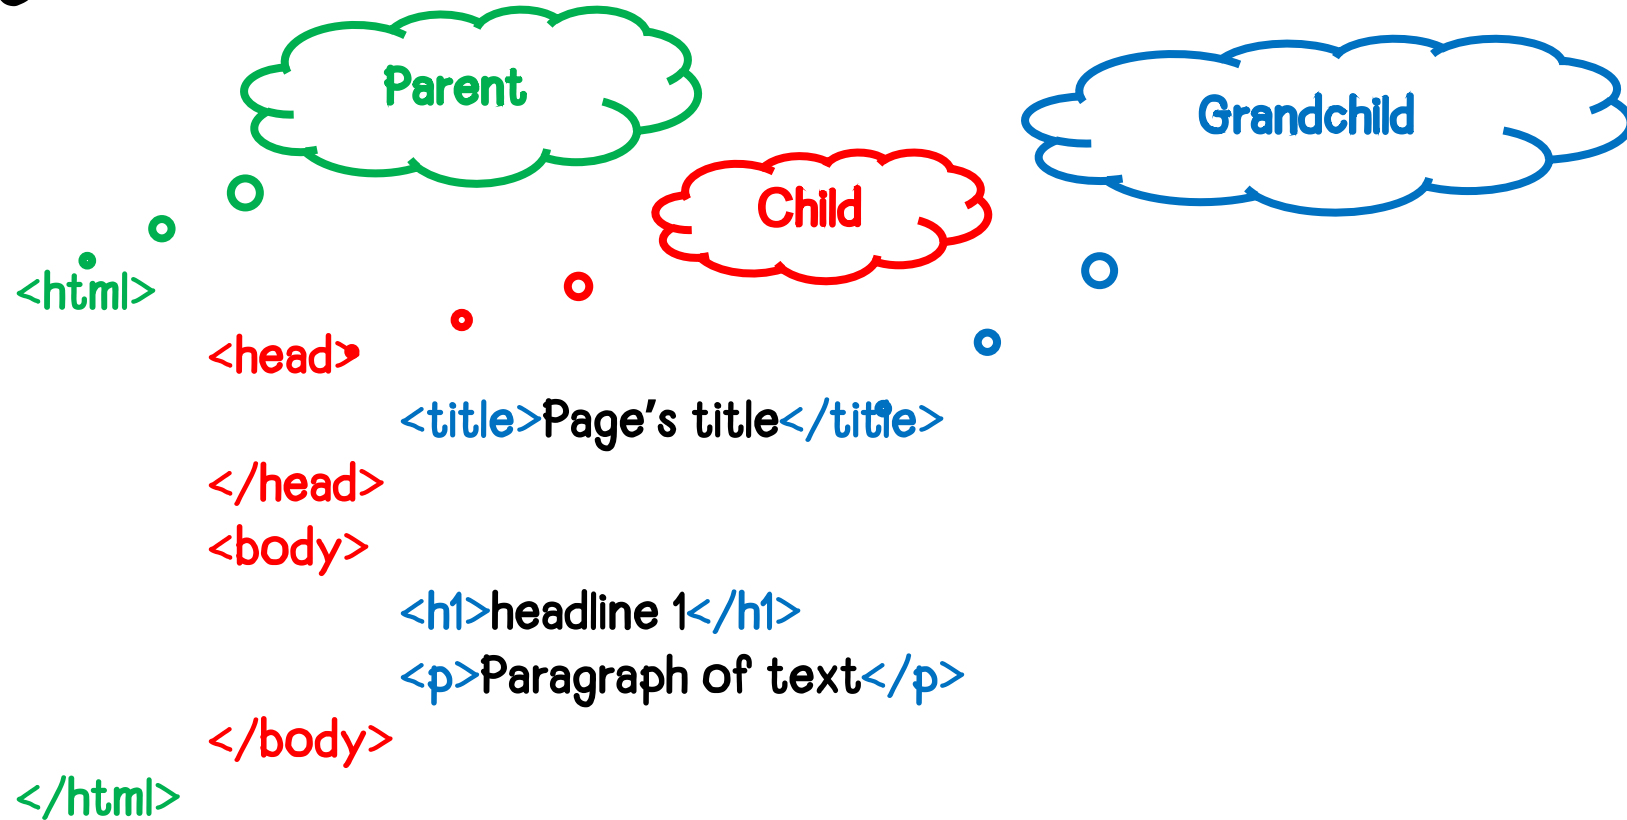 Parent
Grandchild
Child
<html>
<head>
<title>Page's title</title>
</head>
<body>
<h1>headline 1</h1>
<p>Paragraph of text</p>
</body>
</html>